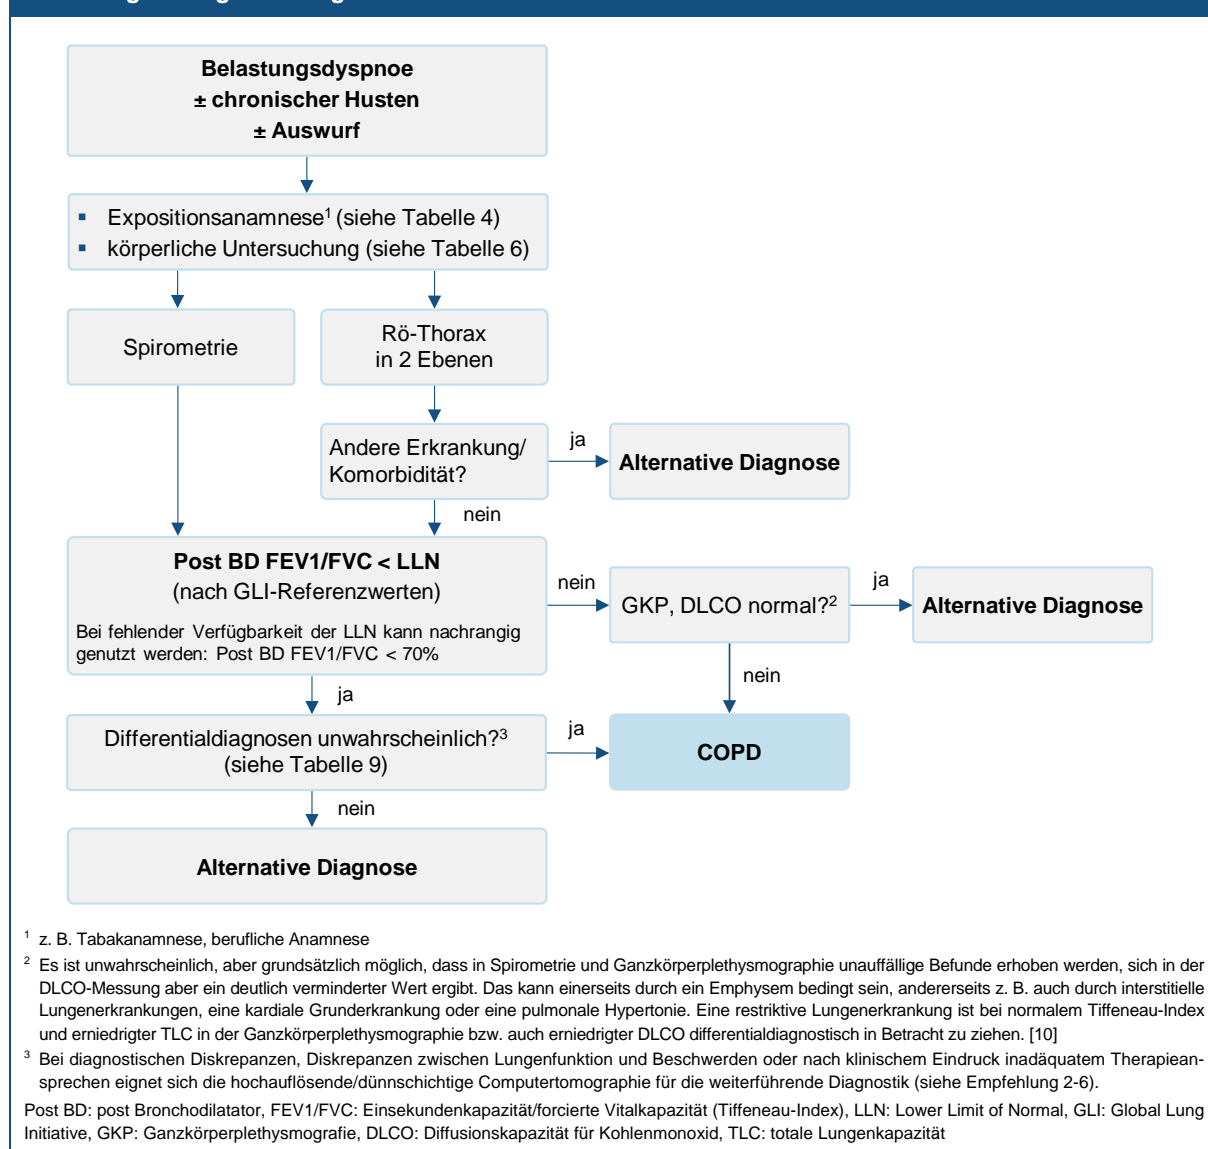 Belastungsdyspnoe
± chronischer Husten
± Auswurf
▪ Expositionsanamnese¹ (siehe Tabelle 4)
▪ körperliche Untersuchung (siehe Tabelle 6)
Spirometrie
Rö-Thorax
in 2 Ebenen
Andere Erkrankung/
Komorbidität?
ja
Alternative Diagnose
nein
Post BD FEV1/FVC < LLN
(nach GLI-Referenzwerten)
Bei fehlender Verfügbarkeit der LLN kann nachrangig
genutzt werden: Post BD FEV1/FVC < 70%
nein
GKP, DLCO normal?²
ja
Alternative Diagnose
nein
ja
Differentialdiagnosen unwahrscheinlich?³
(siehe Tabelle 9)
ja
COPD
nein
Alternative Diagnose
¹ z. B. Tabakanamnese, berufliche Anamnese
² Es ist unwahrscheinlich, aber grundsätzlich möglich, dass in Spirometrie und Ganzkörperplethysmographie unauffällige Befunde erhoben werden, sich in der
DLCO-Messung aber ein deutlich verminderter Wert ergibt. Das kann einerseits durch ein Emphysem bedingt sein, andererseits z. B. auch durch interstitielle
Lungenerkrankungen, eine kardiale Grunderkrankung oder eine pulmonale Hypertonie. Eine restriktive Lungenerkrankung ist bei normalem Tiffeneau-Index
und erniedrigter TLC in der Ganzkörperplethysmographie bzw. auch erniedrigter DLCO differentialdiagnostisch in Betracht zu ziehen. [10]
³ Bei diagnostischen Diskrepanzen, Diskrepanzen zwischen Lungenfunktion und Beschwerden oder nach klinischem Eindruck inadäquatem Therapiean-
sprechen eignet sich die hochauflösende/dünnschichtige Computertomographie für die weiterführende Diagnostik (siehe Empfehlung 2-6).
Post BD: post Bronchodilatator, FEV1/FVC: Einsekundenkapazität/forcierte Vitalkapazität (Tiffeneau-Index), LLN: Lower Limit of Normal, GLI: Global Lung
Initiative, GKP: Ganzkörperplethysmografie, DLCO: Diffusionskapazität für Kohlenmonoxid, TLC: totale Lungenkapazität